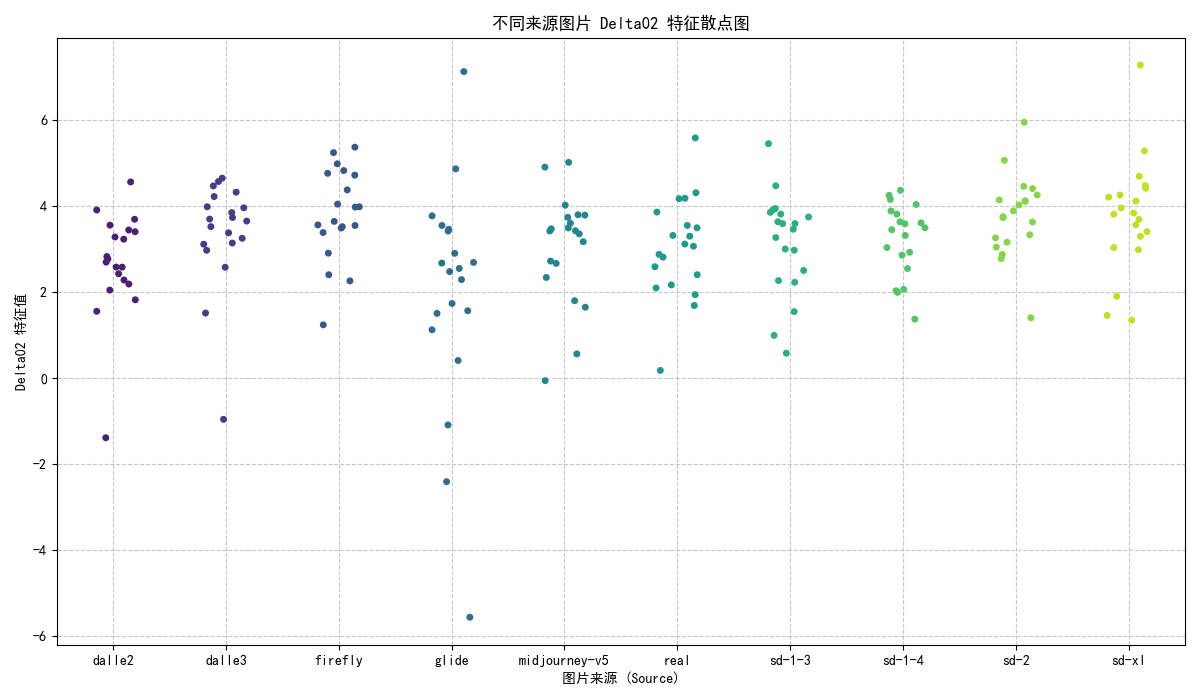 不同来源图片 Delta02 特征散点图
Delta02 特征值
6
4
2
0
−2
−4
−6
dalle2 dalle3 firefly glide midjourney-v5 real sd-1-3 sd-1-4 sd-2 sd-xl
图片来源 (Source)